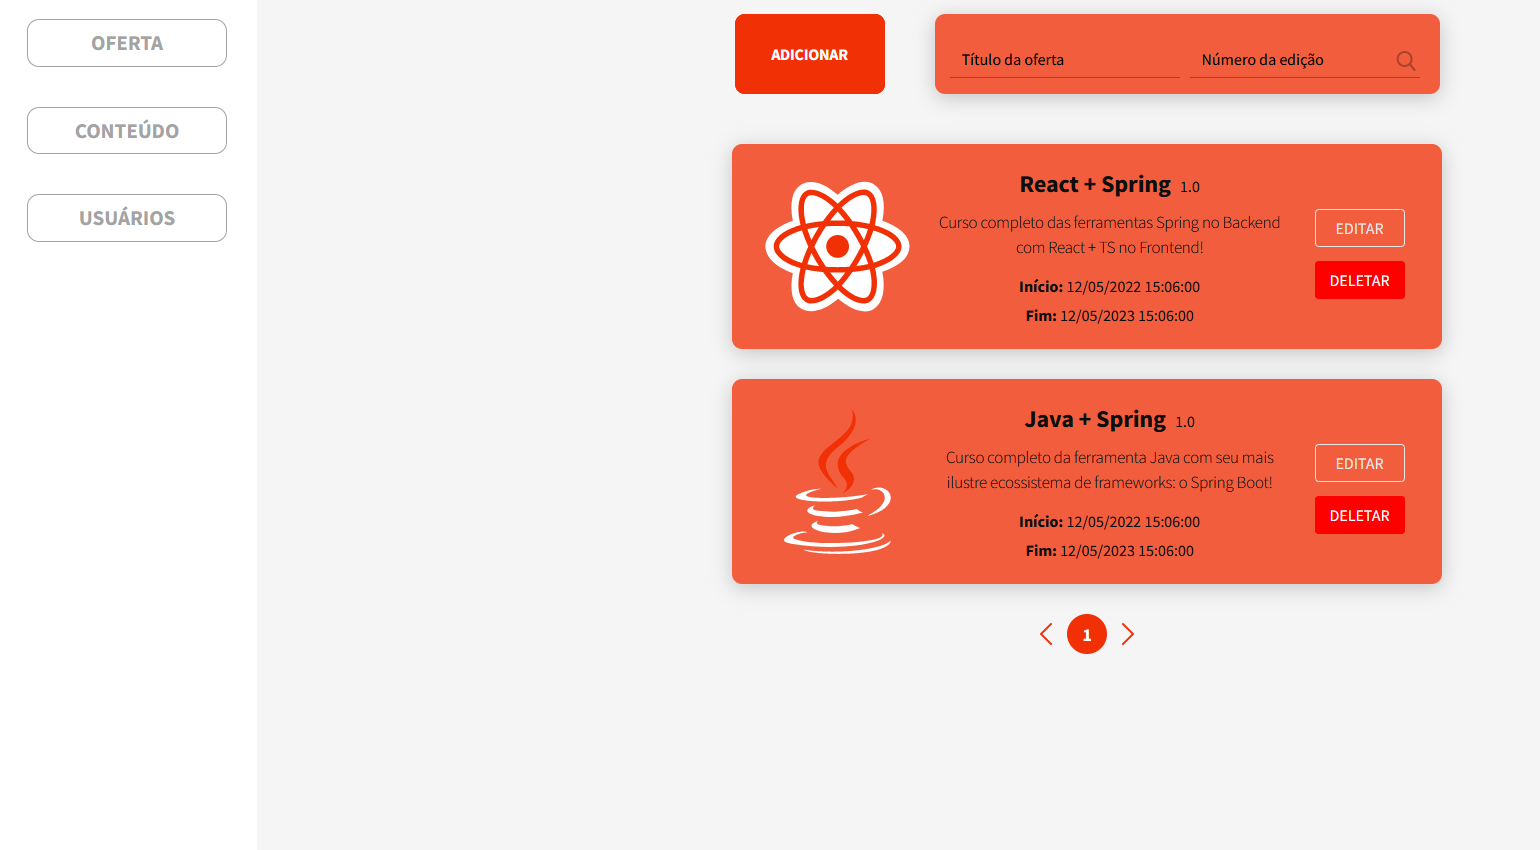 OFERTA
CONTEÚDO
USUÁRIOS
ADICIONAR
Título da oferta
Número da edição
React + Spring 1.0
Curso completo das ferramentas Spring no Backend
com React + TS no Frontend!
Início: 12/05/2022 15:06:00
Fim: 12/05/2023 15:06:00
EDITAR
DELETAR
Java + Spring 1.0
Curso completo da ferramenta Java com seu mais
ilustre ecossistema de frameworks: o Spring Boot!
Início: 12/05/2022 15:06:00
Fim: 12/05/2023 15:06:00
EDITAR
DELETAR
1